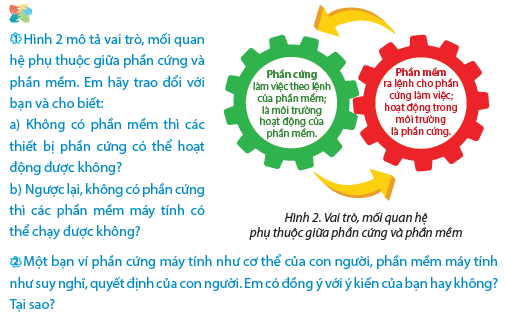 ① Hình 2 mô tả vai trò, mối quan
hệ phụ thuộc giữa phần cứng và
phần mềm. Em hãy trao đổi với
bạn và cho biết:
a) Không có phần mềm thì các
thiết bị phần cứng có thể hoạt
động được không?
b) Ngược lại, không có phần cứng
thì các phần mềm máy tính có
thể chạy được không?
Phần cứng
làm việc theo lệnh
của phần mềm;
là môi trường
hoạt động của
phần mềm.
Phần mềm
ra lệnh cho phần
cứng làm việc;
hoạt động trong
môi trường
là phần cứng.
Hình 2. Vai trò, mối quan hệ
phụ thuộc giữa phần cứng và phần mềm
② Một bạn ví phần cứng máy tính như cơ thể của con người, phần mềm máy tính
như suy nghĩ, quyết định của con người. Em có đồng ý với ý kiến của bạn hay không?
Tại sao?